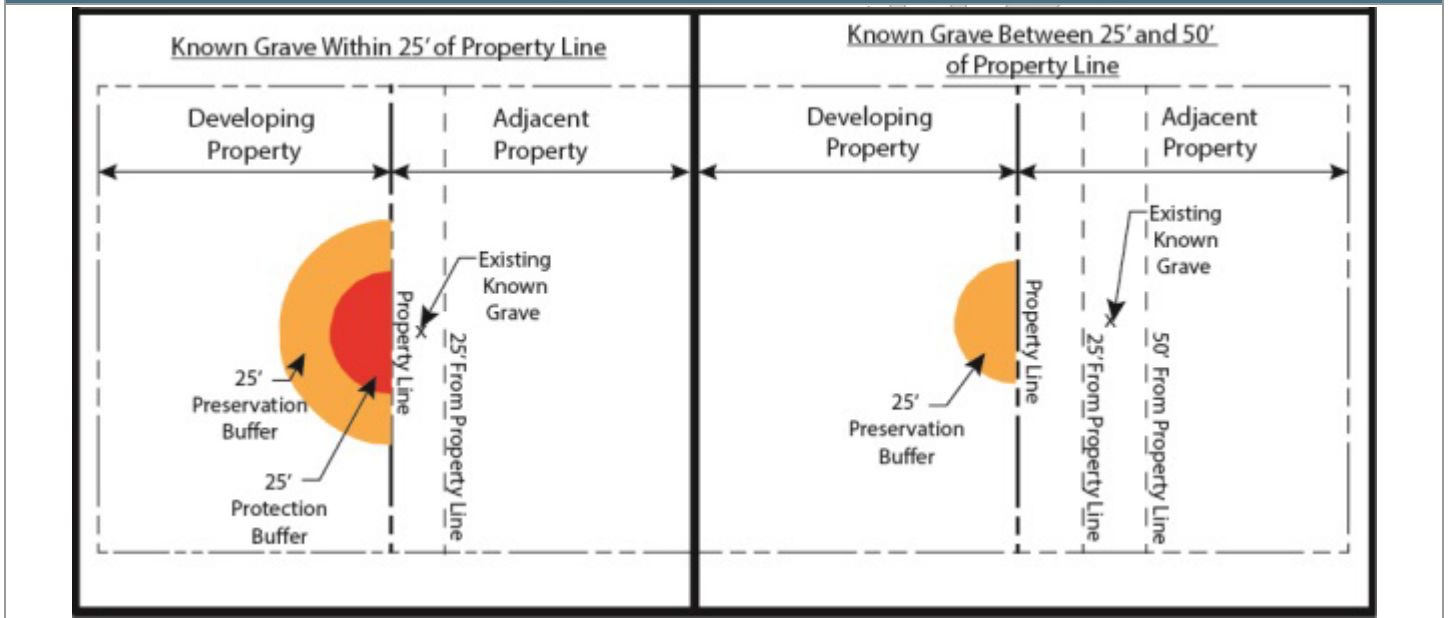 Known Grave Within 25' of Property Line
Developing
Property
Adjacent
Property
Existing
Known
Grave
Property Line
25' From Property Line
25'
Preservation
Buffer
25'
Protection
Buffer
Known Grave Between 25' and 50'
of Property Line
Developing
Property
Adjacent
Property
Existing
Known
Grave
Property Line
25' From Property Line
50' From Property Line
25'
Preservation
Buffer